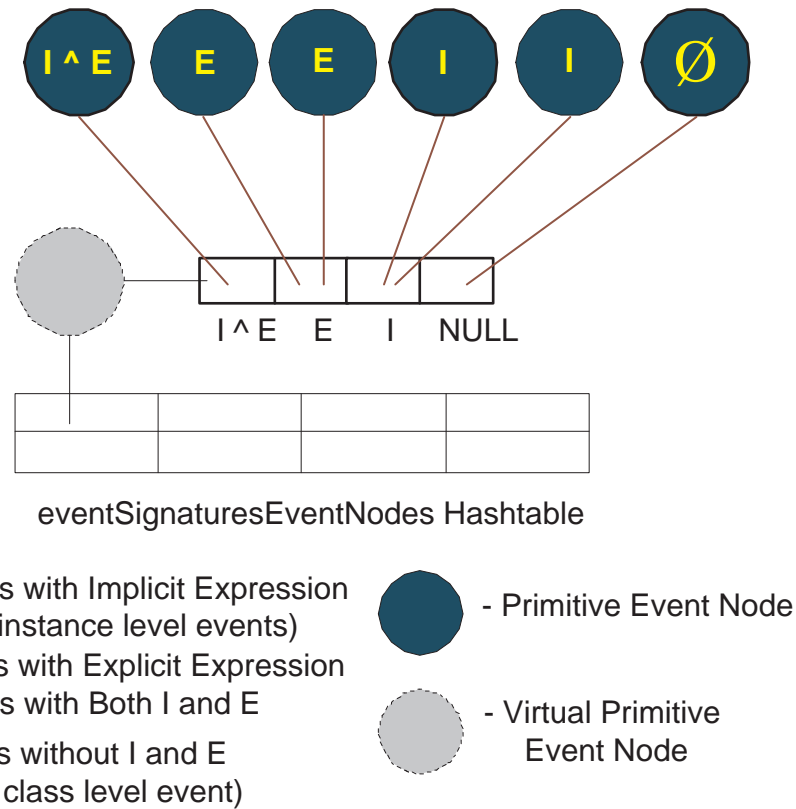 I ^ E E E I I Ø
I ^ E E I NULL
eventSignaturesEventNodes Hashtable
s with Implicit Expression
instance level events)
s with Explicit Expression
s with Both I and E
s without I and E
class level event)
- Primitive Event Node
- Virtual Primitive
Event Node